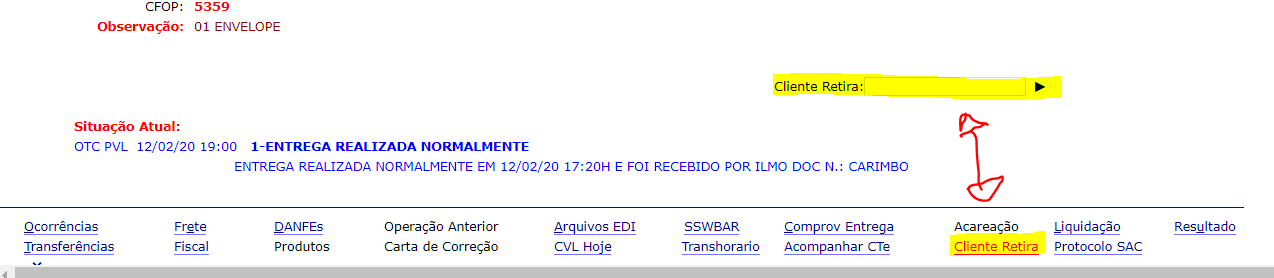 CFOP: 5359
Observação: 01 ENVELOPE
Cliente Retira:
Situação Atual:
OTC PVL 12/02/20 19:00 1-ENTREGA REALIZADA NORMALMENTE
ENTREGA REALIZADA NORMALMENTE EM 12/02/20 17:20H E FOI RECEBIDO POR ILMO DOC N.: CARIMBO
Ocorrências Frete DANFEs Operação Anterior Arquivos EDI SSWBAR Comprov Entrega Acareação Liquidação Resultado
Transferências Fiscal Produtos Carta de Correção CVL Hoje Transhorario Acompanhar CTe Cliente Retira Protocolo SAC